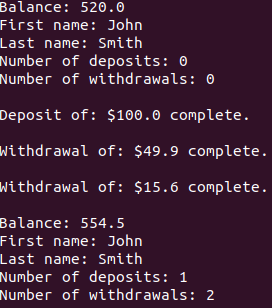 Balance: 520.0
First name: John
Last name: Smith
Number of deposits: 0
Number of withdrawals: 0
Deposit of: $100.0 complete.
Withdrawal of: $49.9 complete.
Withdrawal of: $15.6 complete.
Balance: 554.5
First name: John
Last name: Smith
Number of deposits: 1
Number of withdrawals: 2